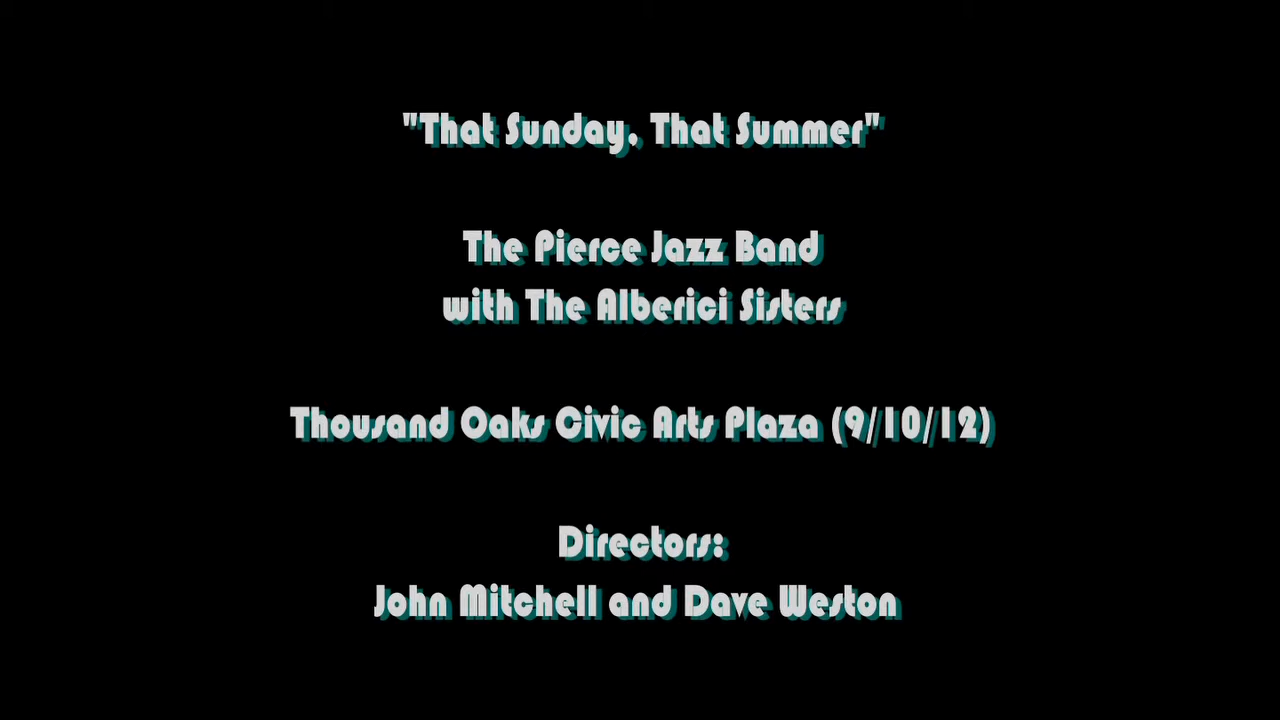 "That Sunday, That Summer"
The Pierce Jazz Band
with The Alberici Sisters
Thousand Oaks Civic Arts Plaza (9/10/12)
Directors:
John Mitchell and Dave Weston